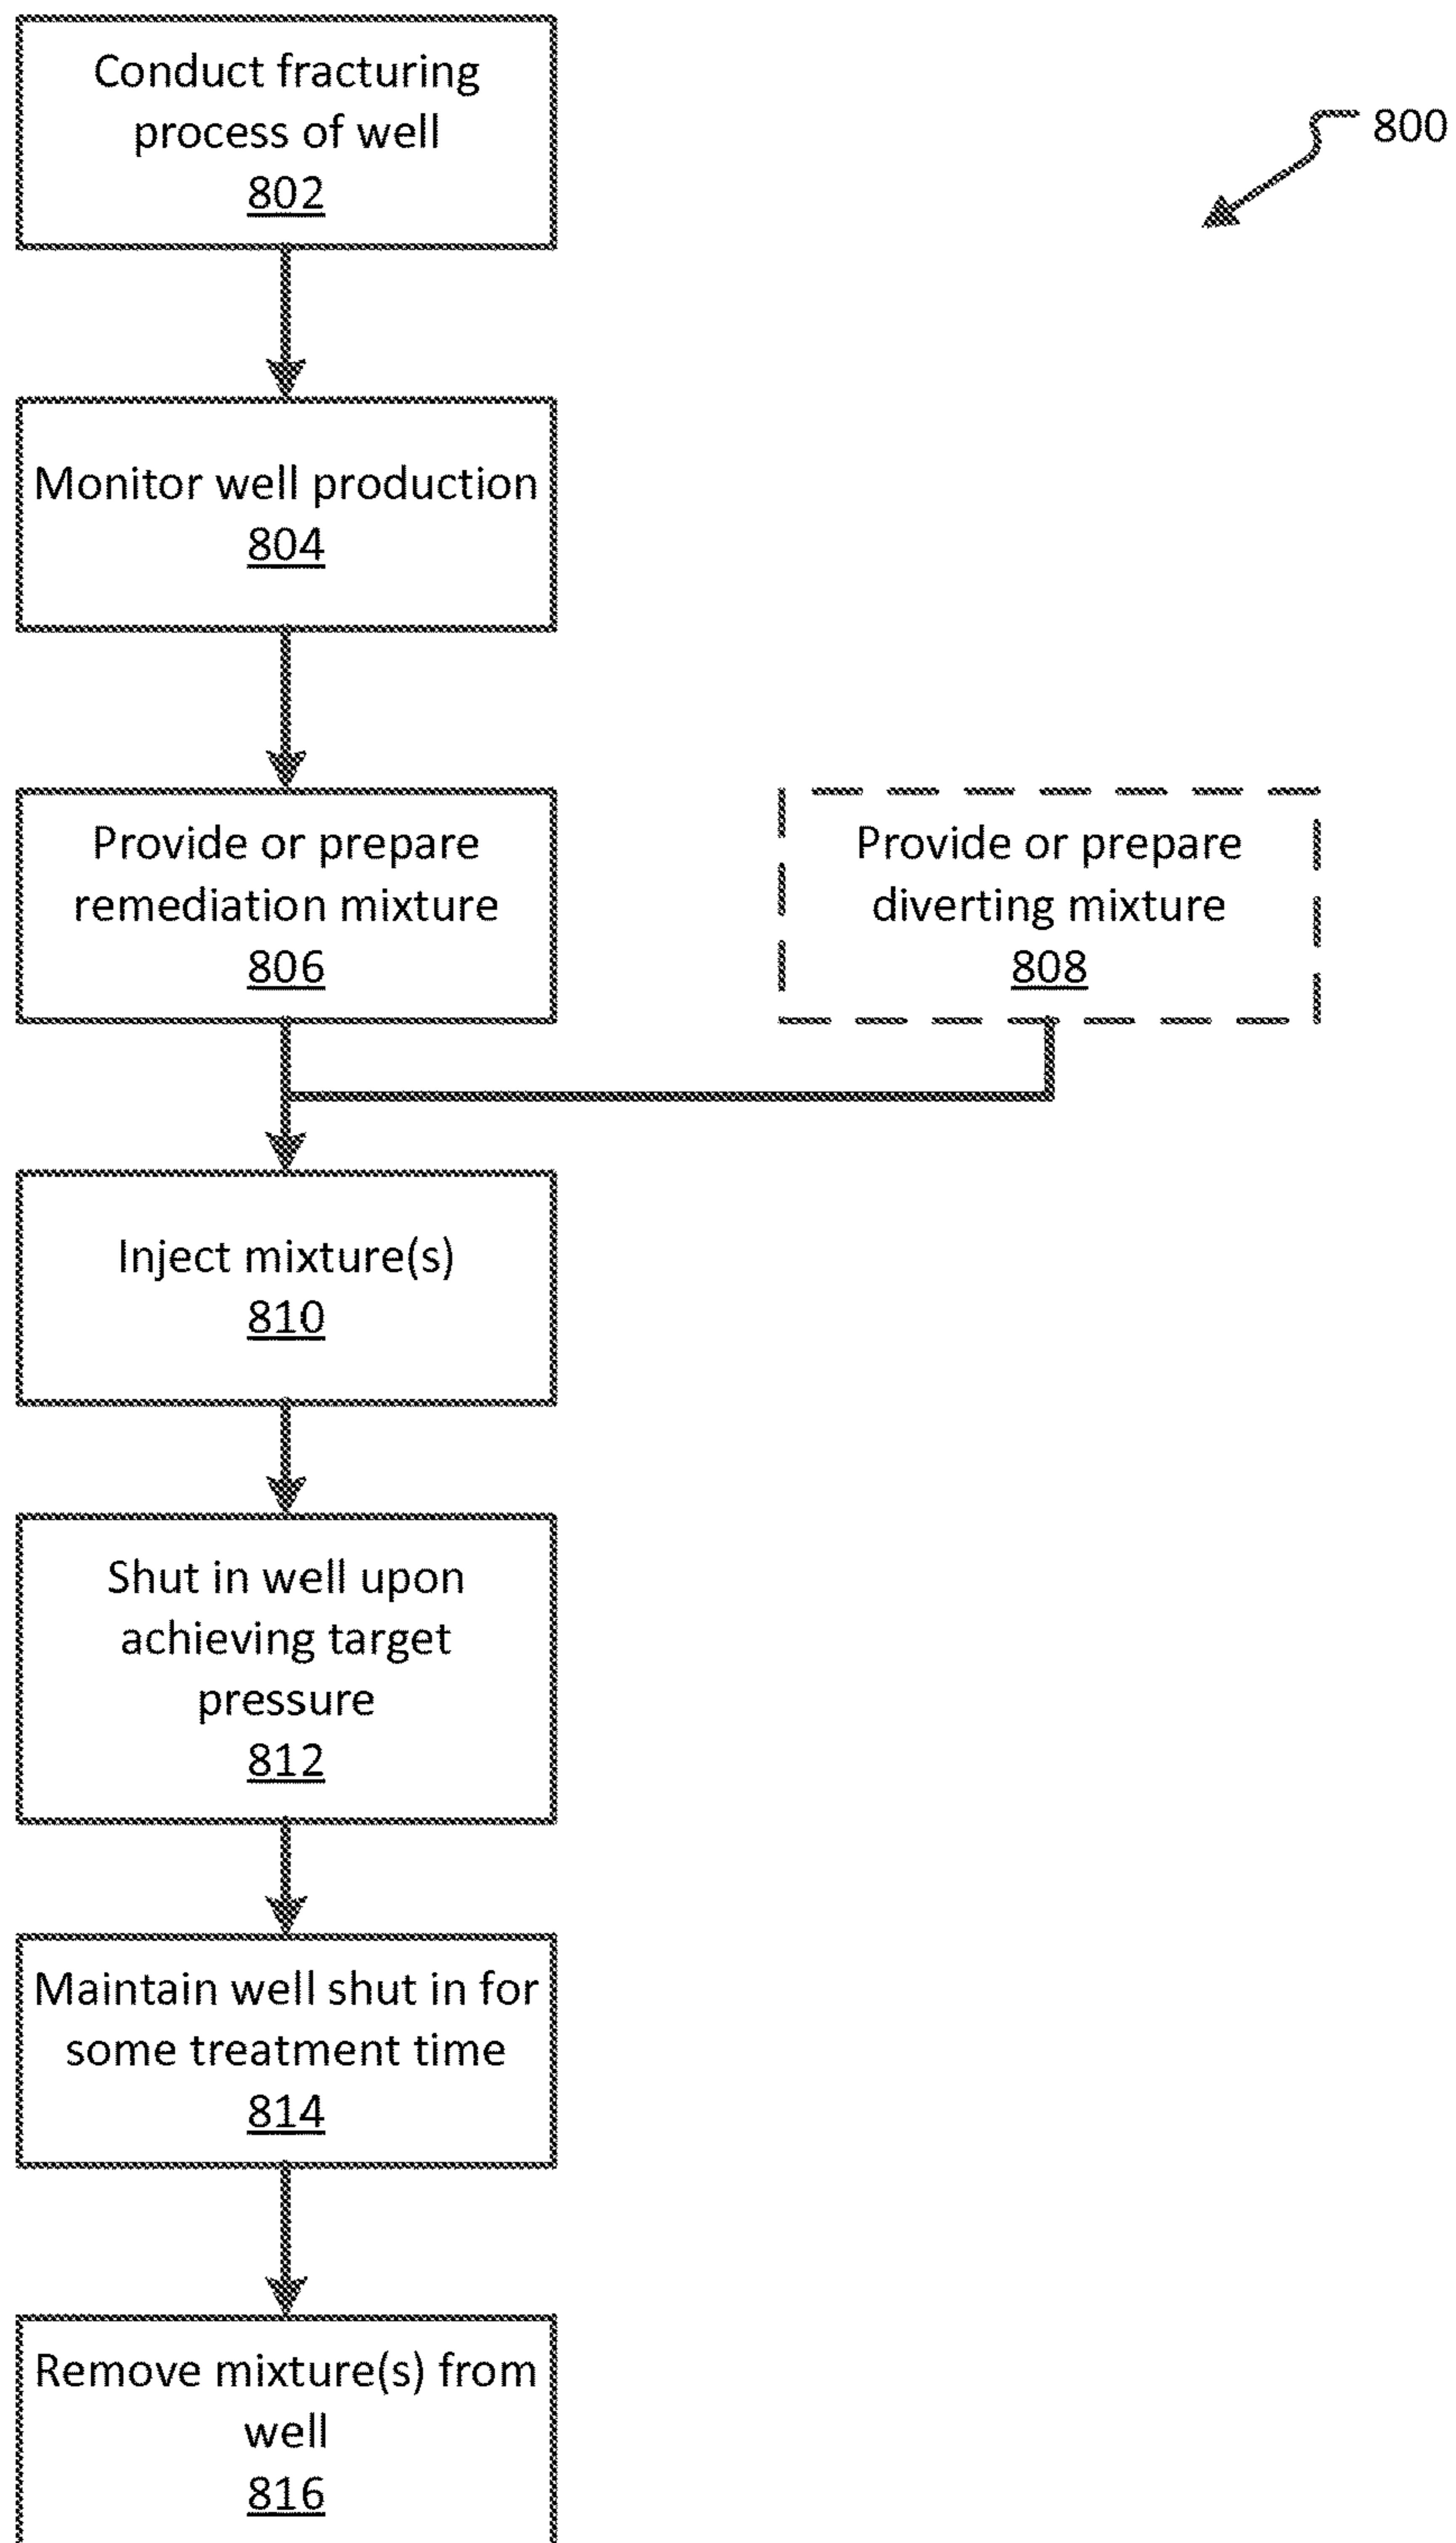 Conduct fracturing
process of well
802
800
Monitor well production
804
Provide or prepare
remediation mixture
806
Provide or prepare
diverting mixture
808
Inject mixture(s)
810
Shut in well upon
achieving target
pressure
812
Maintain well shut in for
some treatment time
814
Remove mixture(s) from
well
816